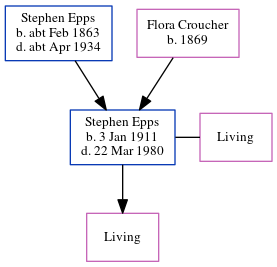 Stephen Epps
b. abt Feb 1863
d. abt Apr 1934
Flora Croucher
b. 1869
Stephen Epps
b. 3 Jan 1911
d. 22 Mar 1980
Living
Living